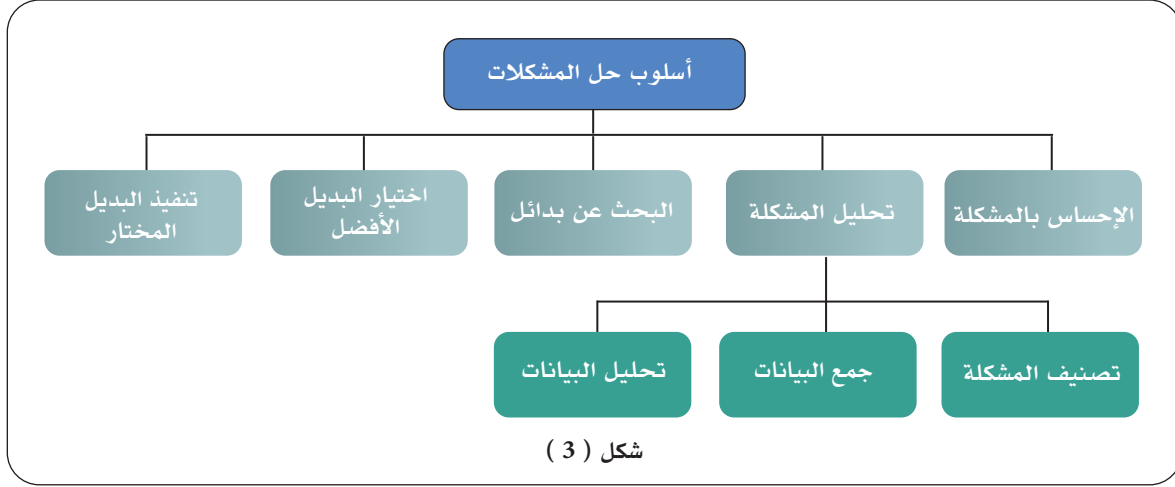 أسلوب حل المشكلات
الإحساس بالمشكلة
تحليل المشكلة
البحث عن بدائل
اختيار البديل
الأفضل
تنفيذ البديل
المختار
تصنيف المشكلة
جمع البيانات
تحليل البيانات
شكل ( 3 )